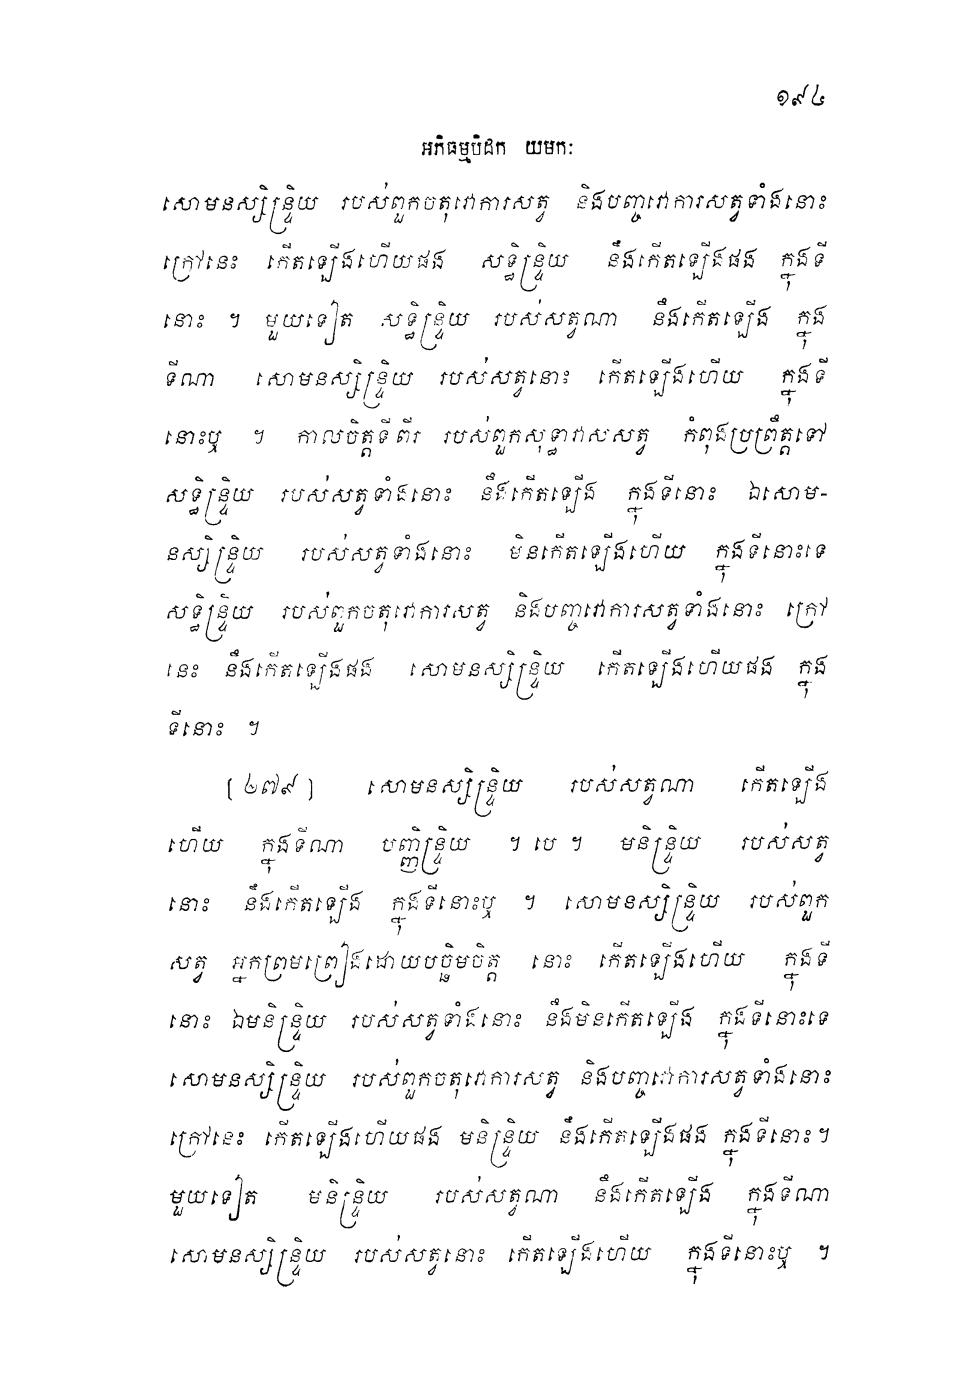 ១៩៤
អភិធម្មបិដក យមកៈ
សោមនស្សិន្ទ្រិយ របស់ពួកចតុវោការសត្វ និងបញ្ចវោការសត្វទាំងនោះ
ក្រៅនេះ កើតឡើងហើយផង សទ្ធិន្ទ្រិយ នឹងកើតឡើងផង ក្នុងទី
នោះ ។ មួយទៀត សទ្ធិន្ទ្រិយ របស់សត្វណា នឹងកើតឡើង ក្នុង
ទីណា សោមនស្សិន្ទ្រិយ របស់សត្វនោះ កើតឡើងហើយ ក្នុងទី
នោះឬ ។ កាលចិត្តទីពីរ របស់ពួកសុទ្ធាវាសសត្វ កំពុងប្រព្រឹត្តទៅ
សទ្ធិន្ទ្រិយ របស់សត្វទាំងនោះ នឹងកើតឡើង ក្នុងទីនោះ ឯសោម-
នស្សិន្ទ្រិយ របស់សត្វទាំងនោះ មិនកើតឡើងហើយ ក្នុងទីនោះទេ
សទ្ធិន្ទ្រិយ របស់ពួកចតុវោការសត្វ និងបញ្ចវោការសត្វទាំងនោះ ក្រៅ
នេះ នឹងកើតឡើងផង សោមនស្សិន្ទ្រិយ កើតឡើងហើយផង ក្នុង
ទីនោះ ។
[ ៤៧៩ ] សោមនស្សិន្ទ្រិយ របស់សត្វណា កើតឡើង
ហើយ ក្នុងទីណា បញ្ញិន្ទ្រិយ ។ បេ ។ មនិន្ទ្រិយ របស់សត្វ
នោះ នឹងកើតឡើង ក្នុងទីនោះឬ ។ សោមនស្សិន្ទ្រិយ របស់ពួក
សត្វ អ្នកព្រមព្រៀងដោយបច្ឆិមចិត្ត នោះ កើតឡើងហើយ ក្នុងទី
នោះ ឯមនិន្ទ្រិយ របស់សត្វទាំងនោះ នឹងមិនកើតឡើង ក្នុងទីនោះទេ
សោមនស្សិន្ទ្រិយ របស់ពួកចតុវោការសត្វ និងបញ្ចវោការសត្វទាំងនោះ
ក្រៅនេះ កើតឡើងហើយផង មនិន្ទ្រិយ នឹងកើតឡើងផង ក្នុងទីនោះ។
មួយទៀត មនិន្ទ្រិយ របស់សត្វណា នឹងកើតឡើង ក្នុងទីណា
សោមនស្សិន្ទ្រិយ របស់សត្វនោះ កើតឡើងហើយ ក្នុងទីនោះឬ ។